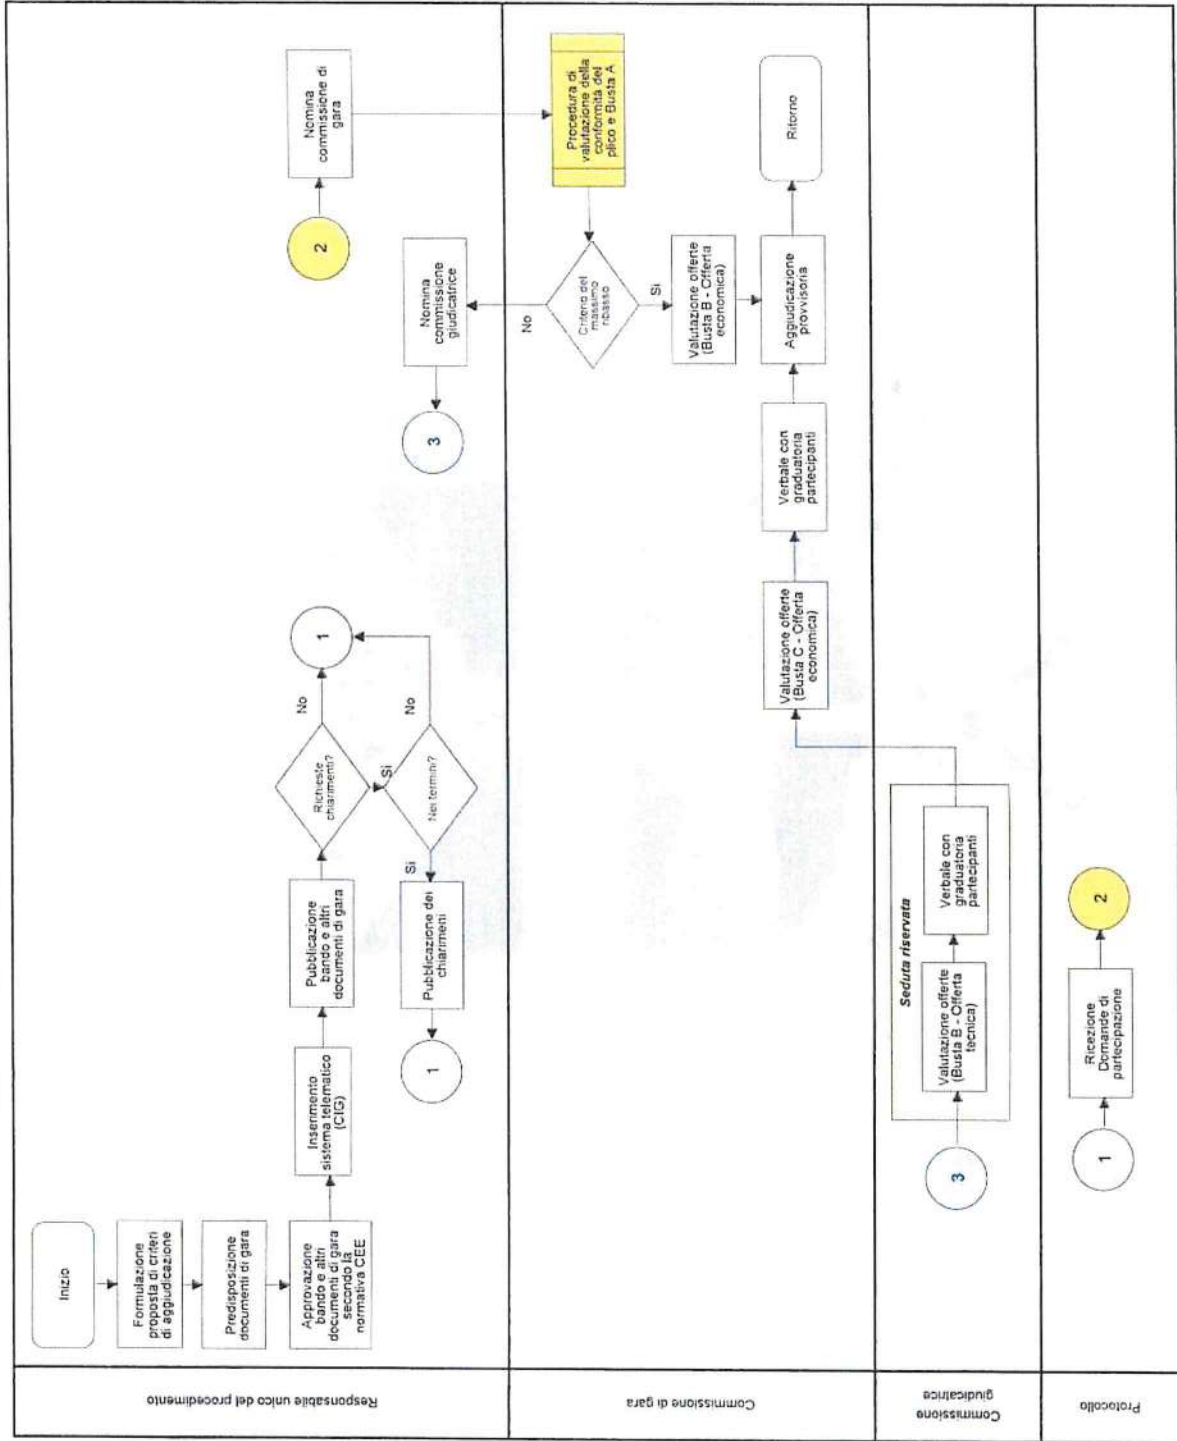 Responsabile unico del procedimento
Inizio
Formulazione
proposta di criteri
di aggiudicazione
Predisposizione
documenti di gara
Approvazione
bando e altri
documenti di gara
secondo la
normativa CEE
Inserimento
sistema telematico
(CIG)
Pubblicazione
bando e altri
documenti di gara
Richieste
chiarimenti?
No
1
Si
Nei termini?
No
Si
Pubblicazione dei
chiarimeni
1
2
Nomina
commissione di
gara
Nomina
commissione
giudicatrice
3
Commissione di gara
Procedura di
valutazione della
conformità del
plico e Busta A
Criterio del
massimo
ribasso
No
Si
Valutazione offerte
(Busta B - Offerta
economica)
Valutazione offerte
(Busta C - Offerta
economica)
Verbale con
graduatoria
partecipanti
Aggiudicazione
provvisoria
Ritorno
Commissione
giudicatrice
3
Seduta riservata
Valutazione offerte
(Busta B - Offerta
tecnica)
Verbale con
graduatoria
partecipanti
Protocollo
1
Ricezione
Domande di
partecipazione
2